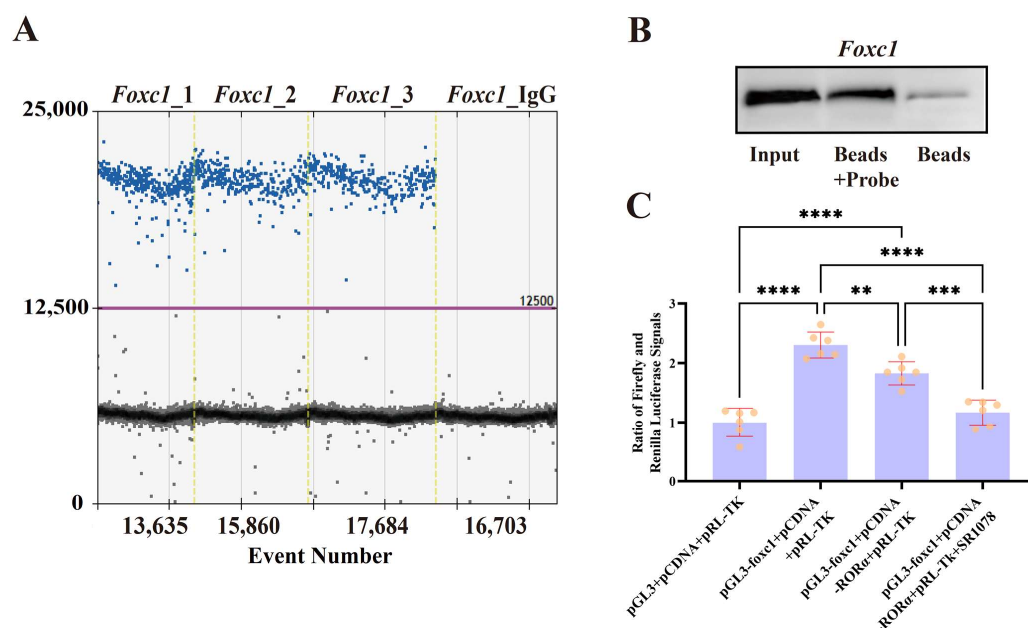 A
Foxc1_1 Foxc1_2 Foxc1_3 Foxc1_IgG
25,000
12,500
12500
0
13,635 15,860 17,684 16,703
Event Number
B
Foxc1
Input Beads Beads
+Probe
C
****
****
**** ** ***
Ratio of Firefly and
Renilla Luciferase Signals
3
2
1
0
pGL3+pCDNA+pRL-TK
pGL3-foxc1+pCDNA
+pRL-TK
pGL3-foxc1+pCDNA
-RORα+pRL-TK
pGL3-foxc1+pCDNA
-RORα+pRL-Tk+SR1078